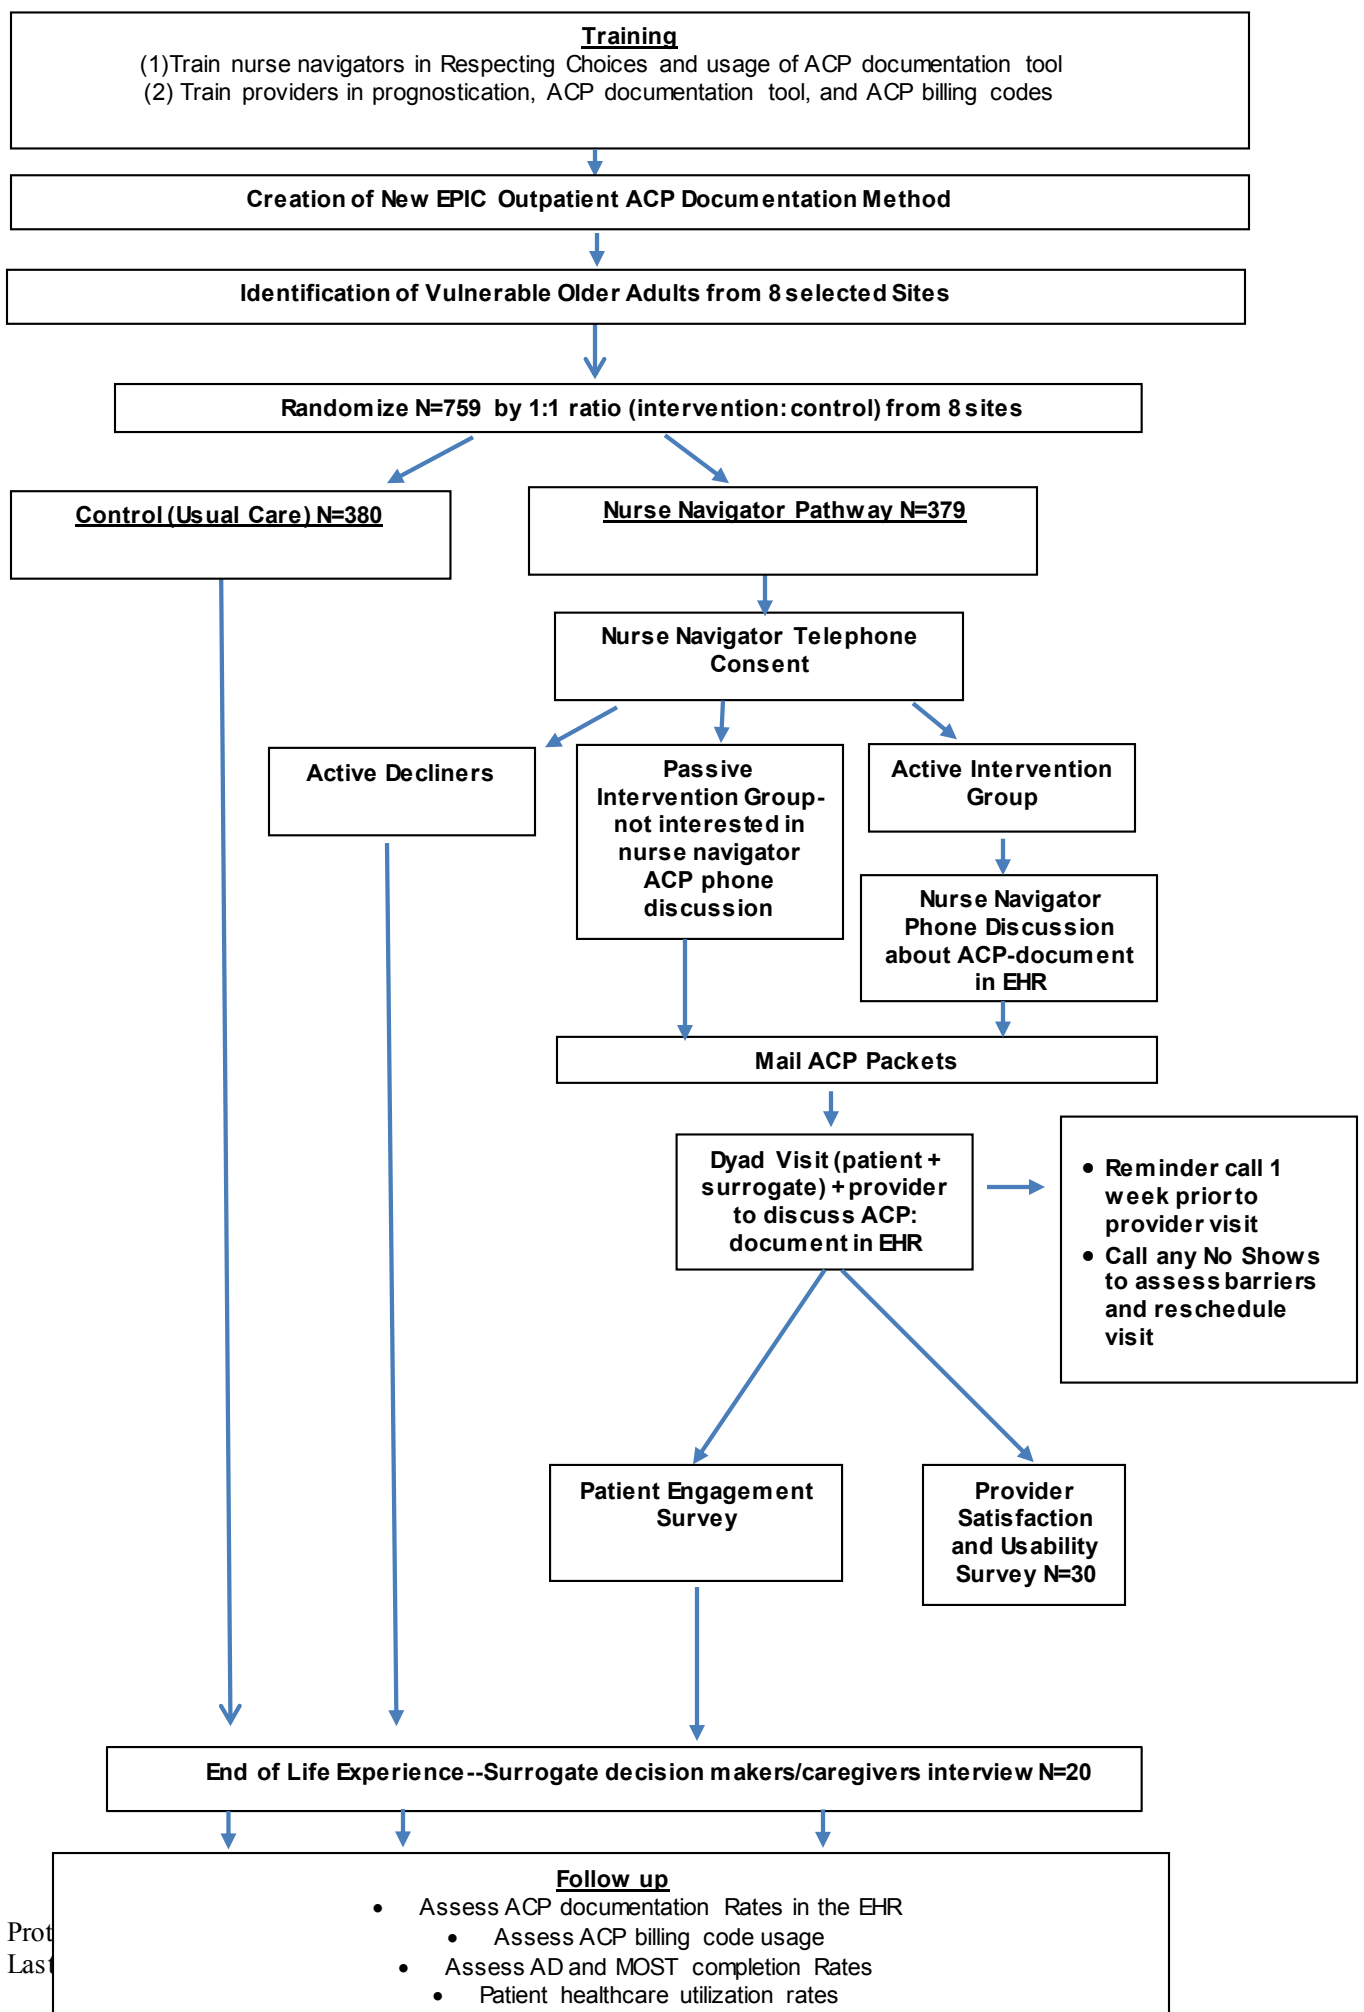 Training
(1)Train nurse navigators in Respecting Choices and usage of ACP documentation tool
(2) Train providers in prognostication, ACP documentation tool, and ACP billing codes
Creation of New EPIC Outpatient ACP Documentation Method
Identification of Vulnerable Older Adults from 8 selected Sites
Randomize N=759 by 1:1 ratio (intervention: control) from 8 sites
Control (Usual Care) N=380
Nurse Navigator Pathway N=379
Nurse Navigator Telephone
Consent
Active Decliners
Passive
Intervention Group-
not interested in
nurse navigator
ACP phone
discussion
Active Intervention
Group
Nurse Navigator
Phone Discussion
about ACP-document
in EHR
Mail ACP Packets
Dyad Visit (patient +
surrogate) + provider
to discuss ACP:
document in EHR
• Reminder call 1
week prior to
provider visit
• Call any No Shows
to assess barriers
and reschedule
visit
Patient Engagement
Survey
Provider
Satisfaction
and Usability
Survey N=30
End of Life Experience--Surrogate decision makers/caregivers interview N=20
Follow up
• Assess ACP documentation Rates in the EHR
• Assess ACP billing code usage
• Assess AD and MOST completion Rates
• Patient healthcare utilization rates
Prot
Last